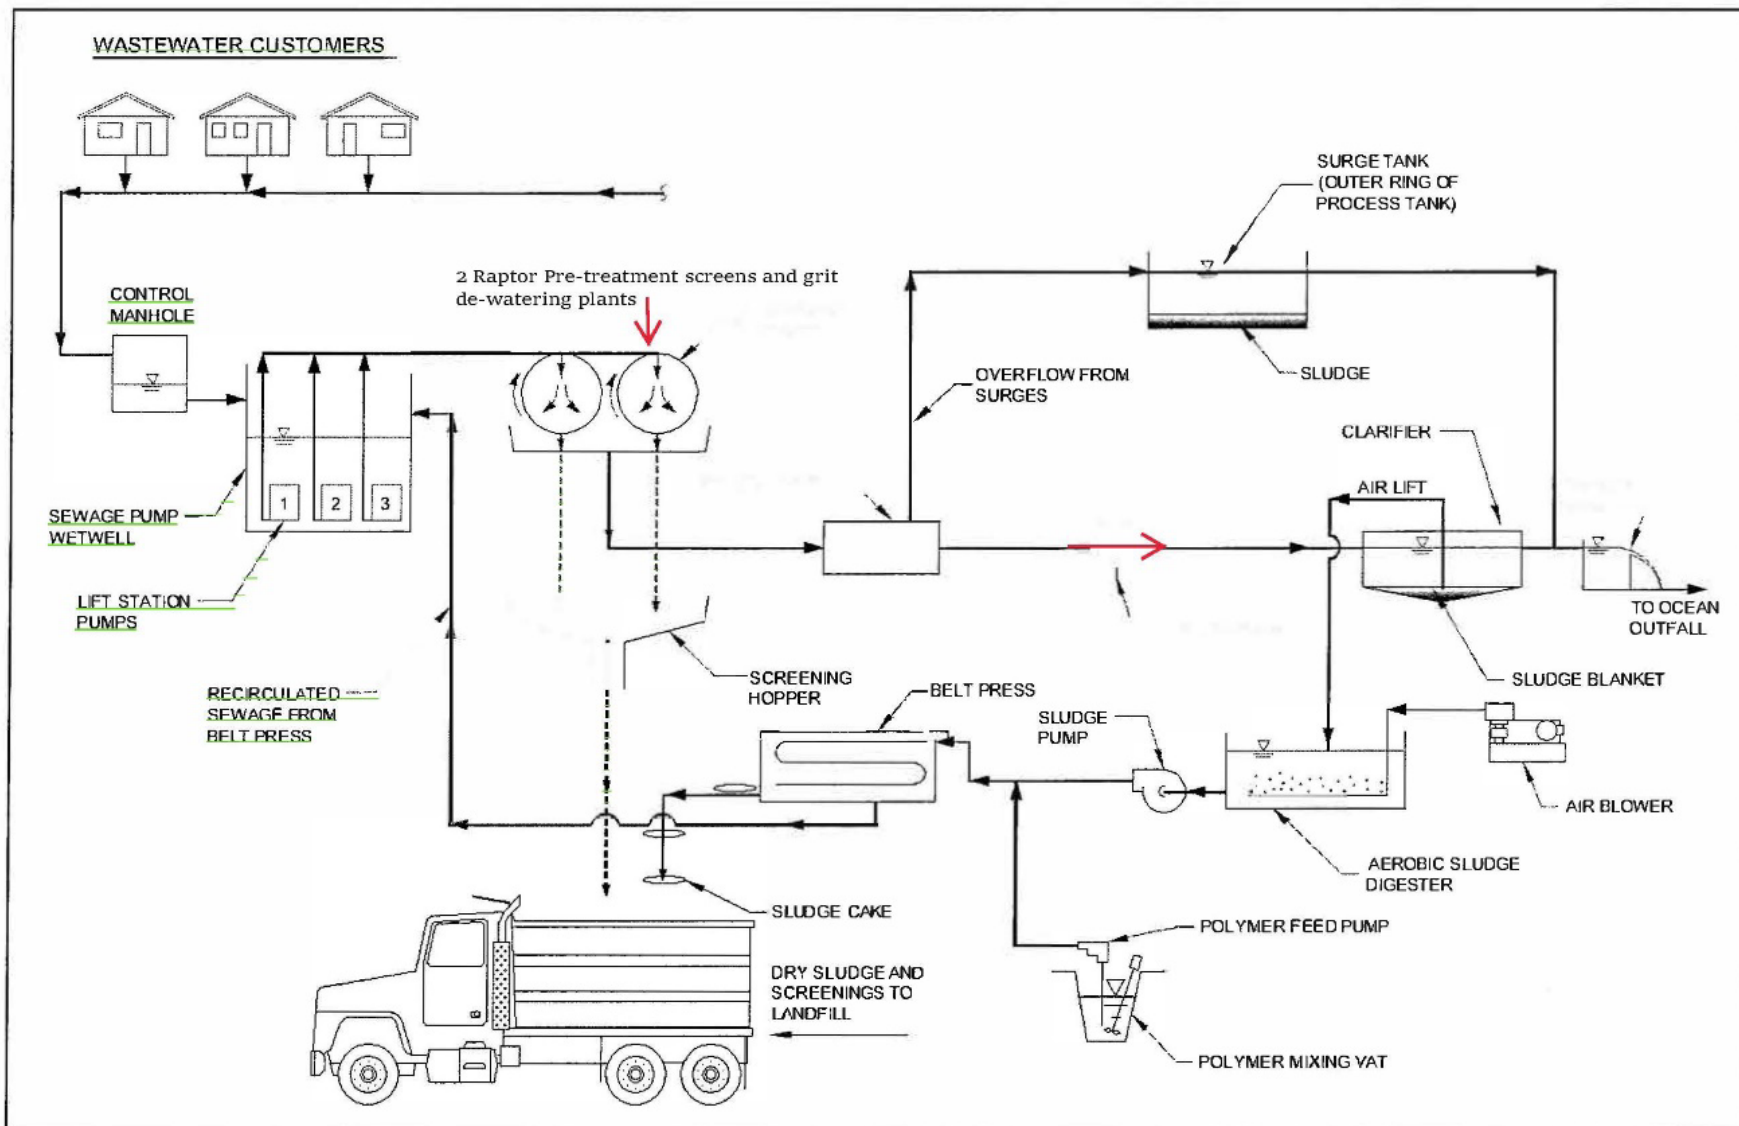 WASTEWATER CUSTOMERS
SURGE TANK
(OUTER RING OF
PROCESS TANK)
2 Raptor Pre-treatment screens and grit
de-watering plants
CONTROL
MANHOLE
OVERFLOW FROM
SURGES
SLUDGE
CLARIFIER
AIR LIFT
1
2
3
SEWAGE PUMP
WETWELL
LIFT STATION
PUMPS
TO OCEAN
OUTFALL
SCREENING
HOPPER
SLUDGE BLANKET
RECIRCULATED
SEWAGE FROM
BELT PRESS
BELT PRESS
SLUDGE
PUMP
AIR BLOWER
AEROBIC SLUDGE
DIGESTER
SLUDGE CAKE
POLYMER FEED PUMP
DRY SLUDGE AND
SCREENINGS TO
LANDFILL
POLYMER MIXING VAT